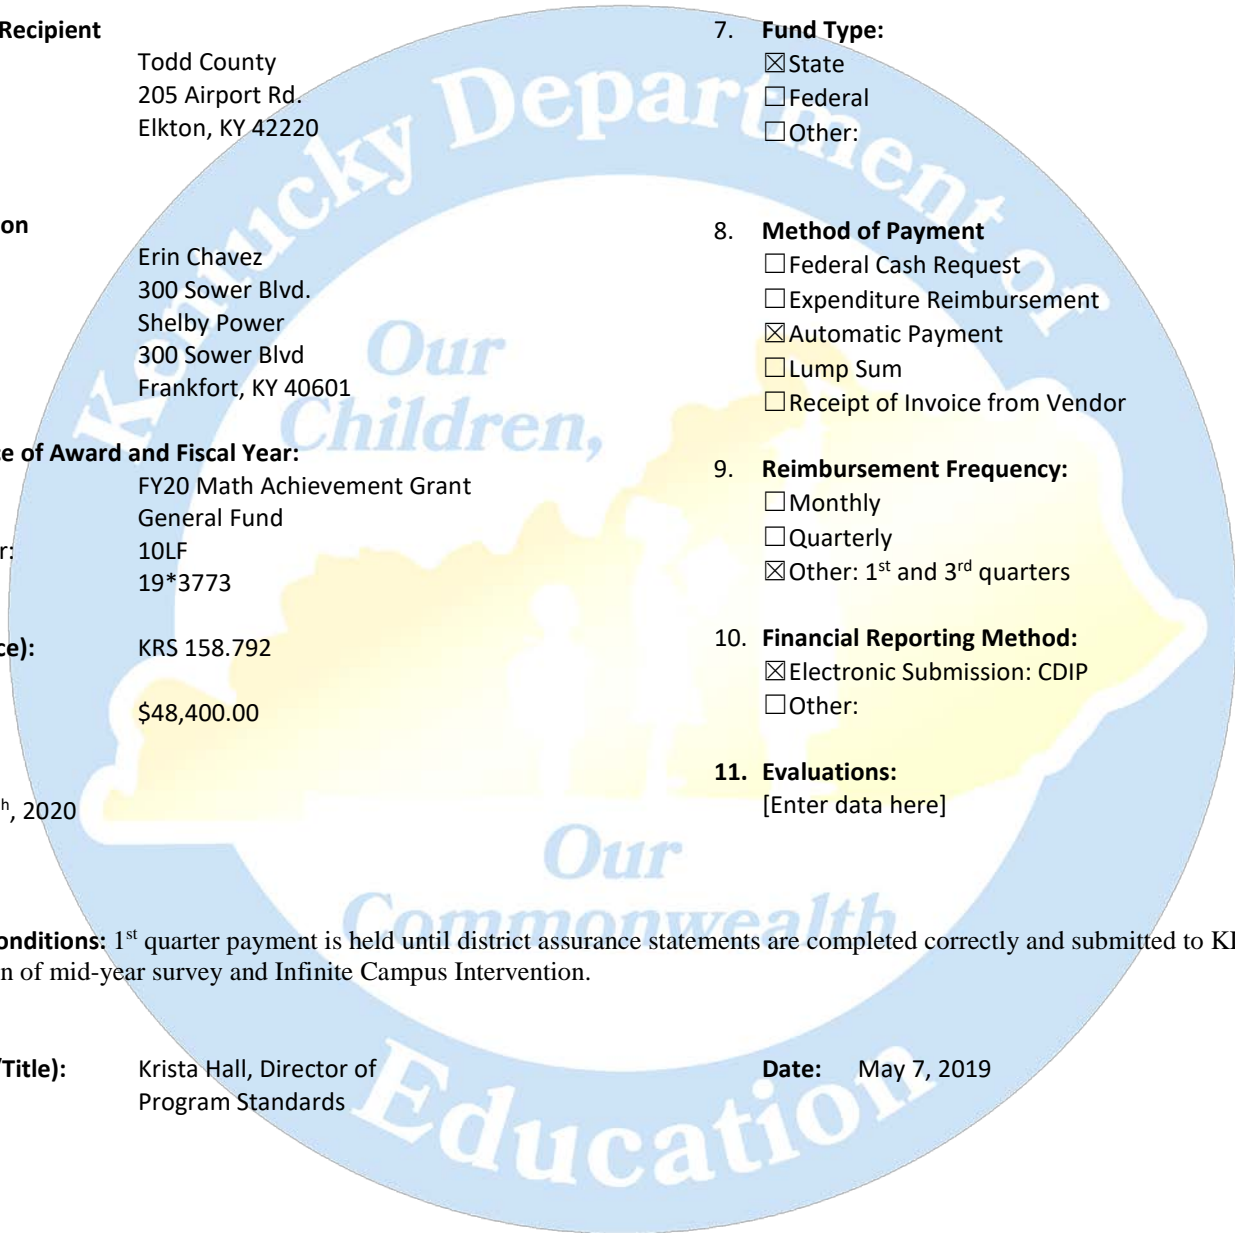 Recipient
Todd County
205 Airport Rd.
Elkton, KY 42220
on
Erin Chavez
300 Sower Blvd.
Shelby Power
300 Sower Blvd
Frankfort, KY 40601
ce of Award and Fiscal Year:
FY20 Math Achievement Grant
General Fund
r: 10LF
19*3773
ce): KRS 158.792
$48,400.00
h, 2020
7. Fund Type:
☒State
☐Federal
☐Other:
8. Method of Payment
☐Federal Cash Request
☐Expenditure Reimbursement
☒Automatic Payment
☐Lump Sum
☐Receipt of Invoice from Vendor
9. Reimbursement Frequency:
☐Monthly
☐Quarterly
☒Other: 1st and 3rd quarters
10. Financial Reporting Method:
☒Electronic Submission: CDIP
☐Other:
11. Evaluations:
[Enter data here]
onditions: 1st quarter payment is held until district assurance statements are completed correctly and submitted to
n of mid-year survey and Infinite Campus Intervention.
/Title): Krista Hall, Director of
Program Standards
Date: May 7, 2019
Kentucky Department of
Education
Our
Children,
Our
Commonwealth